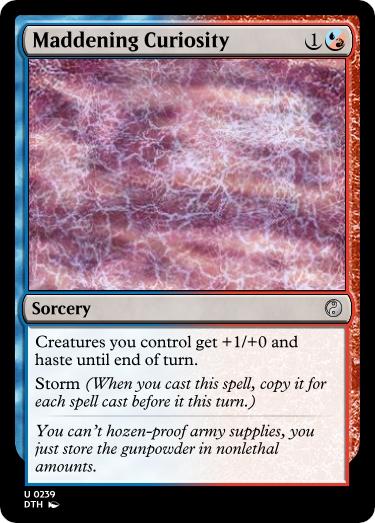 Maddening Curiosity 1
Sorcery
Creatures you control get +1/+0 and
haste until end of turn.
Storm (When you cast this spell, copy it for
each spell cast before it this turn.)
You can't hozen-proof army supplies, you
just store the gunpowder in nonlethal
amounts.
U 0239
DTH